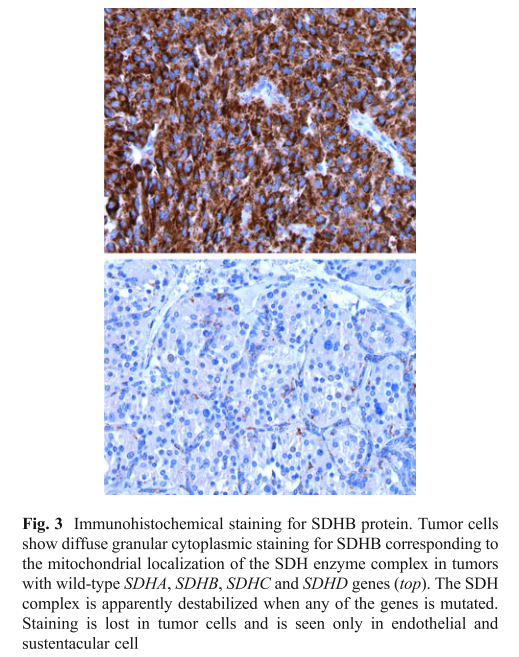 Fig. 3 Immunohistochemical staining for SDHB protein. Tumor cells
show diffuse granular cytoplasmic staining for SDHB corresponding to
the mitochondrial localization of the SDH enzyme complex in tumors
with wild-type SDHA, SDHB, SDHC and SDHD genes (top). The SDH
complex is apparently destabilized when any of the genes is mutated.
Staining is lost in tumor cells and is seen only in endothelial and
sustentacular cell